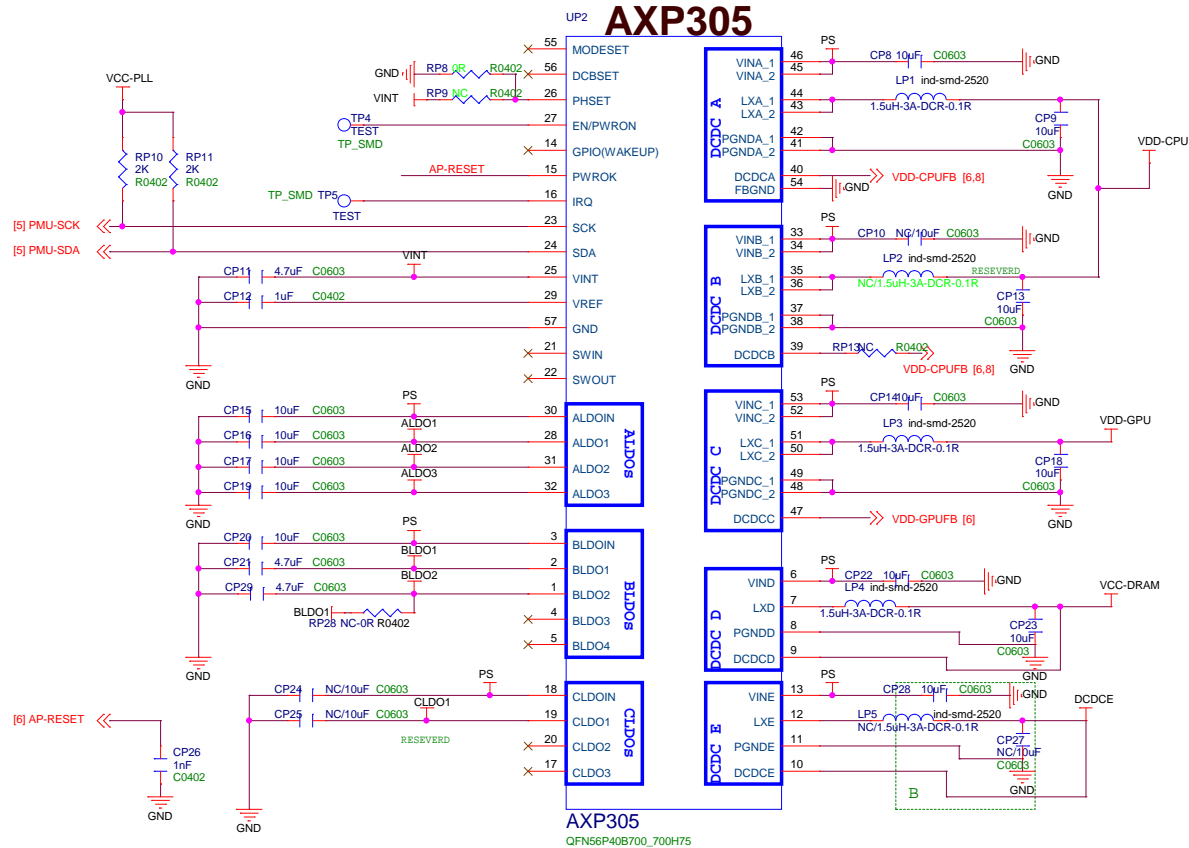 UP2
AXP305
55 MODESET
56 DCBSET
GND RP8 0R R0402
VINT RP9 NC R0402 26 PHSET
TP4 TEST TP_SMD 27 EN/PWRON
14 GPIO(WAKEUP)
AP-RESET 15 PWROK
TP_SMD TP5 TEST 16 IRQ
VCC-PLL
RP10 2K R0402
RP11 2K R0402
[5] PMU-SCK 23 SCK
[5] PMU-SDA 24 SDA
CP11 4.7uF C0603 VINT 25 VINT
CP12 1uF C0402 29 VREF
57 GND
21 SWIN
GND
22 SWOUT
PS
CP15 10uF C0603 30 ALDOIN
ALDO1
CP16 10uF C0603 28 ALDO1
ALDO2
CP17 10uF C0603 31 ALDO2
ALDO3
CP19 10uF C0603 32 ALDO3
ALDOs
GND
PS
CP20 10uF C0603 3 BLDOIN
BLDO1
CP21 4.7uF C0603 2 BLDO1
BLDO2
CP29 4.7uF C0603 1 BLDO2
BLDO1 RP28 NC-0R R0402
4 BLDO3
5 BLDO4
BLDOs
GND
PS
CP24 NC/10uF C0603 18 CLDOIN
CLDO1
CP25 NC/10uF C0603 19 CLDO1
RESEVERD
20 CLDO2
17 CLDO3
CLDOs
[6] AP-RESET
CP26
1nF
C0402
GND
GND
DCDC A
PS
VINA_1 46 CP8 10uF C0603 GND
VINA_2 45
LP1 ind-smd-2520
LXA_1 44 1.5uH-3A-DCR-0.1R
LXA_2 43
CP9
10uF
C0603
GND
PGNDA_1 42
PGNDA_2 41
DCDCA 40 VDD-CPUFB [6,8]
FBGND 54 GND
VDD-CPU
DCDC B
PS
VINB_1 33 CP10 NC/10uF C0603 GND
VINB_2 34
LP2 ind-smd-2520
LXB_1 35 NC/1.5uH-3A-DCR-0.1R RESEVERD
LXB_2 36
CP13
10uF
C0603
GND
PGNDB_1 37
PGNDB_2 38
DCDCB 39 RP13 NC R0402
VDD-CPUFB [6,8]
DCDC C
PS
VINC_1 53 CP14 10uF C0603 GND
VINC_2 52
LP3 ind-smd-2520
LXC_1 51 1.5uH-3A-DCR-0.1R
LXC_2 50
VDD-GPU
CP18
10uF
C0603
GND
PGNDC_1 49
PGNDC_2 48
DCDCC 47 VDD-GPUFB [6]
DCDC D
PS
VIND 6 CP22 10uF C0603 GND
LP4 ind-smd-2520
LXD 7 1.5uH-3A-DCR-0.1R
VCC-DRAM
CP23
10uF
C0603
GND
PGNDD 8
DCDCD 9
DCDC E
PS
VINE 13 CP28 10uF C0603 GND
LP5 ind-smd-2520
LXE 12 NC/1.5uH-3A-DCR-0.1R
DCDCE
CP27
NC/10uF
C0603
GND
PGNDE 11
DCDCE 10
B
AXP305
QFN56P40B700_700H75